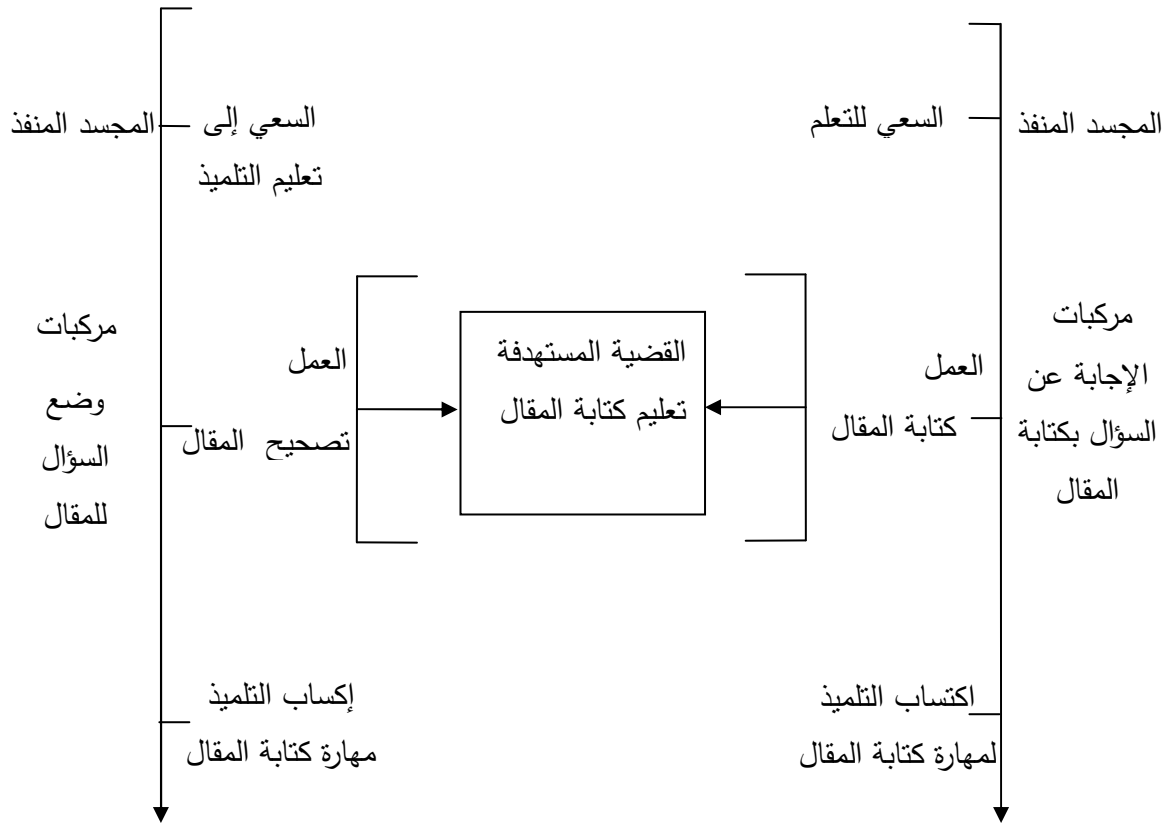 المجسد المنفذ
السعي للتعلم
السعي إلى
تعليم التلميذ
المجسد المنفذ
مركبات
الإجابة عن
السؤال بكتابة
المقال
العمل
كتابة المقال
القضية المستهدفة
تعليم كتابة المقال
العمل
تصحيح المقال
مركبات
وضع
السؤال
للمقال
اكتساب التلميذ
لمهارة كتابة المقال
إكساب التلميذ
مهارة كتابة المقال